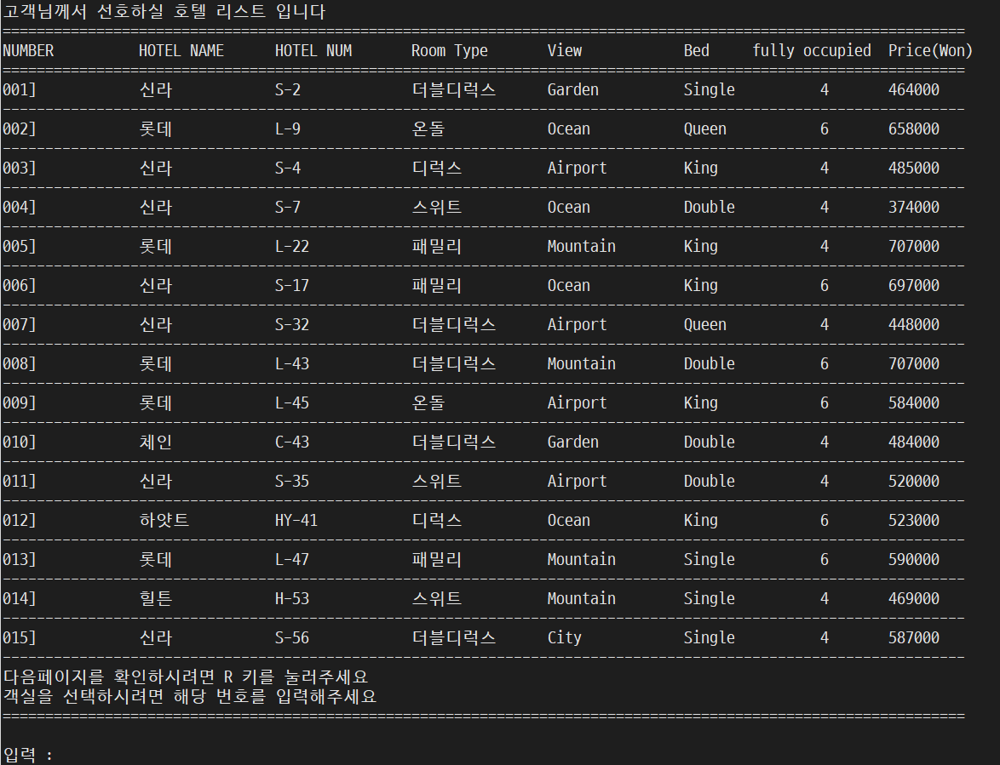 고객님께서 선호하실 호텔 리스트 입니다
=================================================================================================================
NUMBER HOTEL NAME HOTEL NUM Room Type View Bed fully occupied Price(Won)
=================================================================================================================
001] 신라 S-2 더블디럭스 Garden Single 4 464000
-----------------------------------------------------------------------------------------------------------------
002] 롯데 L-9 온돌 Ocean Queen 6 658000
-----------------------------------------------------------------------------------------------------------------
003] 신라 S-4 디럭스 Airport King 4 485000
-----------------------------------------------------------------------------------------------------------------
004] 신라 S-7 스위트 Ocean Double 4 374000
-----------------------------------------------------------------------------------------------------------------
005] 롯데 L-22 패밀리 Mountain King 4 707000
-----------------------------------------------------------------------------------------------------------------
006] 신라 S-17 패밀리 Ocean King 6 697000
-----------------------------------------------------------------------------------------------------------------
007] 신라 S-32 더블디럭스 Airport Queen 4 448000
-----------------------------------------------------------------------------------------------------------------
008] 롯데 L-43 더블디럭스 Mountain Double 6 707000
-----------------------------------------------------------------------------------------------------------------
009] 롯데 L-45 온돌 Airport King 6 584000
-----------------------------------------------------------------------------------------------------------------
010] 체인 C-43 더블디럭스 Garden Double 4 484000
-----------------------------------------------------------------------------------------------------------------
011] 신라 S-35 스위트 Airport Double 4 520000
-----------------------------------------------------------------------------------------------------------------
012] 하얏트 HY-41 디럭스 Ocean King 6 523000
-----------------------------------------------------------------------------------------------------------------
013] 롯데 L-47 패밀리 Mountain Single 6 590000
-----------------------------------------------------------------------------------------------------------------
014] 힐튼 H-53 스위트 Mountain Single 4 469000
-----------------------------------------------------------------------------------------------------------------
015] 신라 S-56 더블디럭스 City Single 4 587000
-----------------------------------------------------------------------------------------------------------------
다음페이지를 확인하시려면 R 키를 눌러주세요
객실을 선택하시려면 해당 번호를 입력해주세요
=================================================================================================================
입력 :